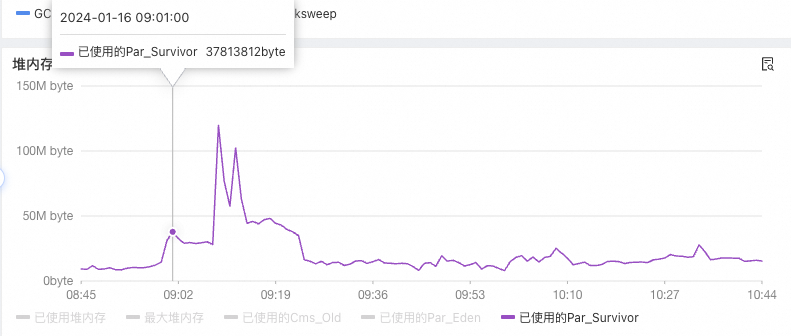 GC
ksweep
2024-01-16 09:01:00
已使用的Par_Survivor 37813812byte
堆内存
150M byte
100M byte
50M byte
0byte
08:45 09:02 09:19 09:36 09:53 10:10 10:27 10:44
已使用堆内存 最大堆内存 已使用的Cms_Old 已使用的Par_Eden 已使用的Par_Survivor